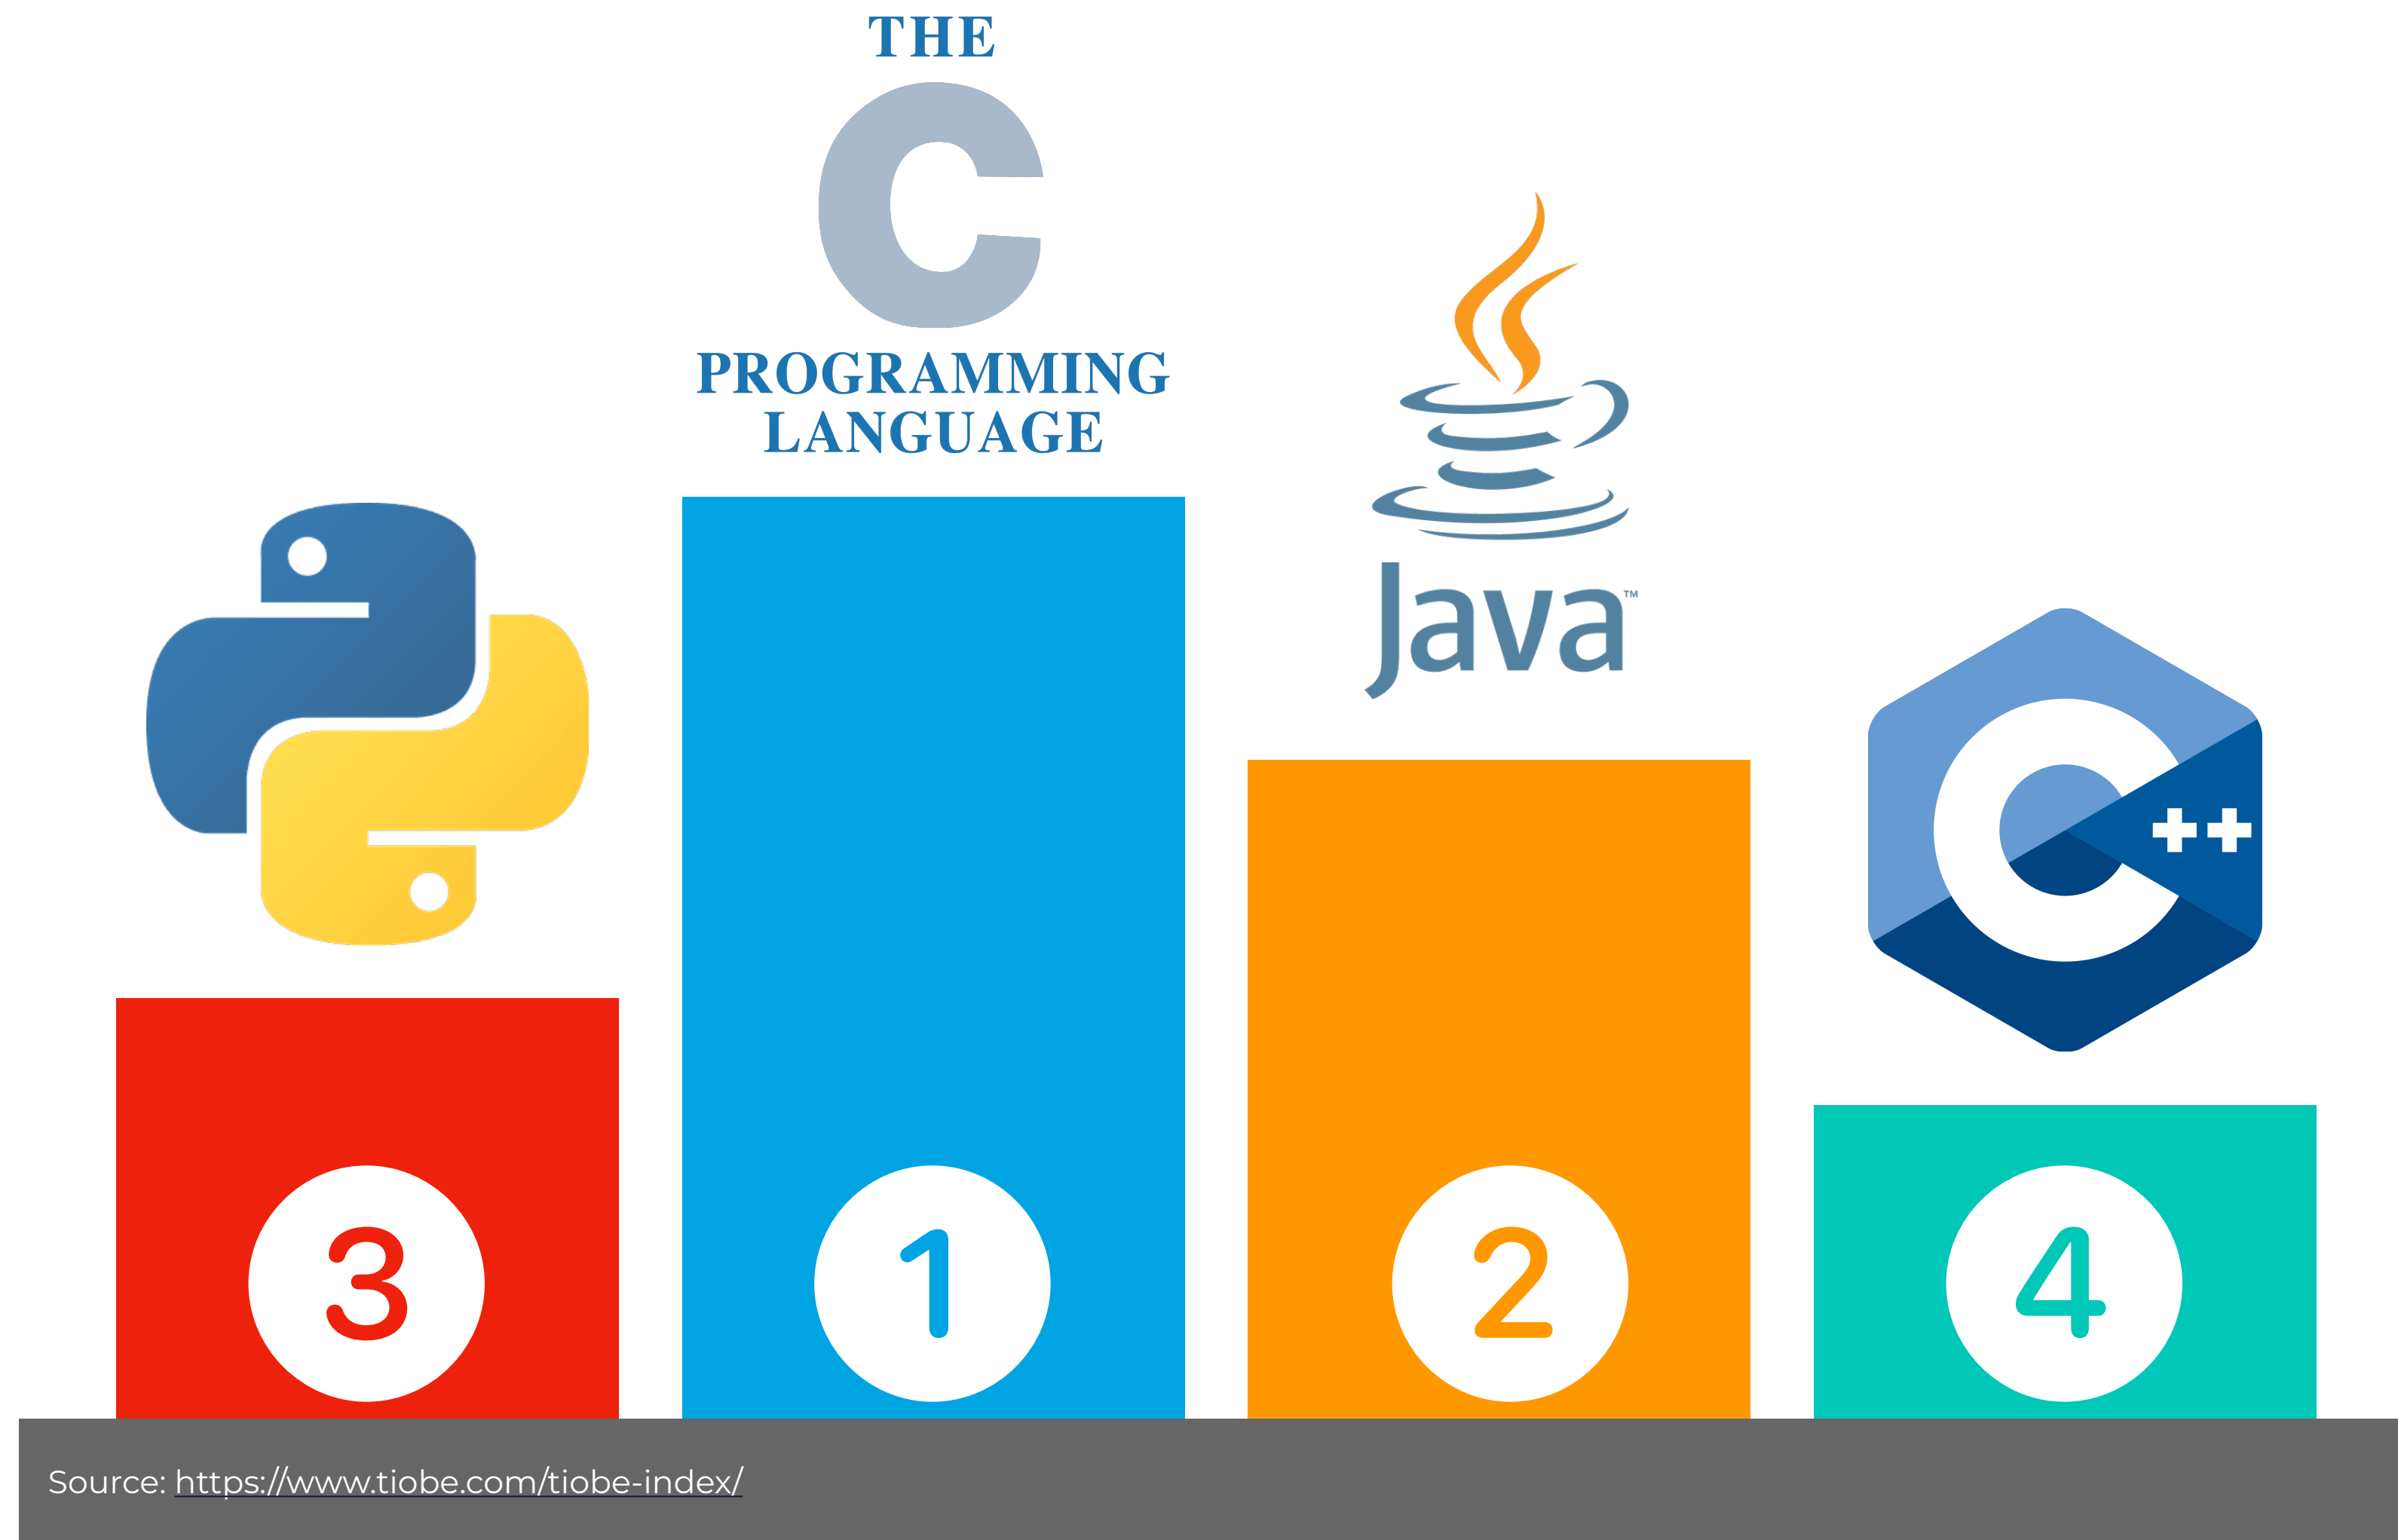 THE
C
PROGRAMMING
LANGUAGE
Java™
C++
3
1
2
4
Source: https://www.tiobe.com/tiobe-index/